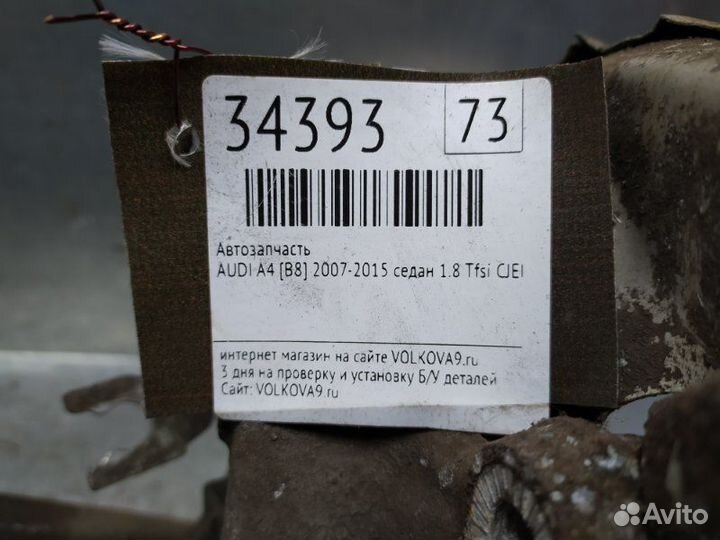 34393 73
Автозапчасть
AUDI A4 [B8] 2007-2015 седан 1.8 Tfsi CJEI
интернет магазин на сайте VOLKOVA9.ru
3 дня на проверку и установку Б/У деталей
Сайт: VOLKOVA9.ru
Avito